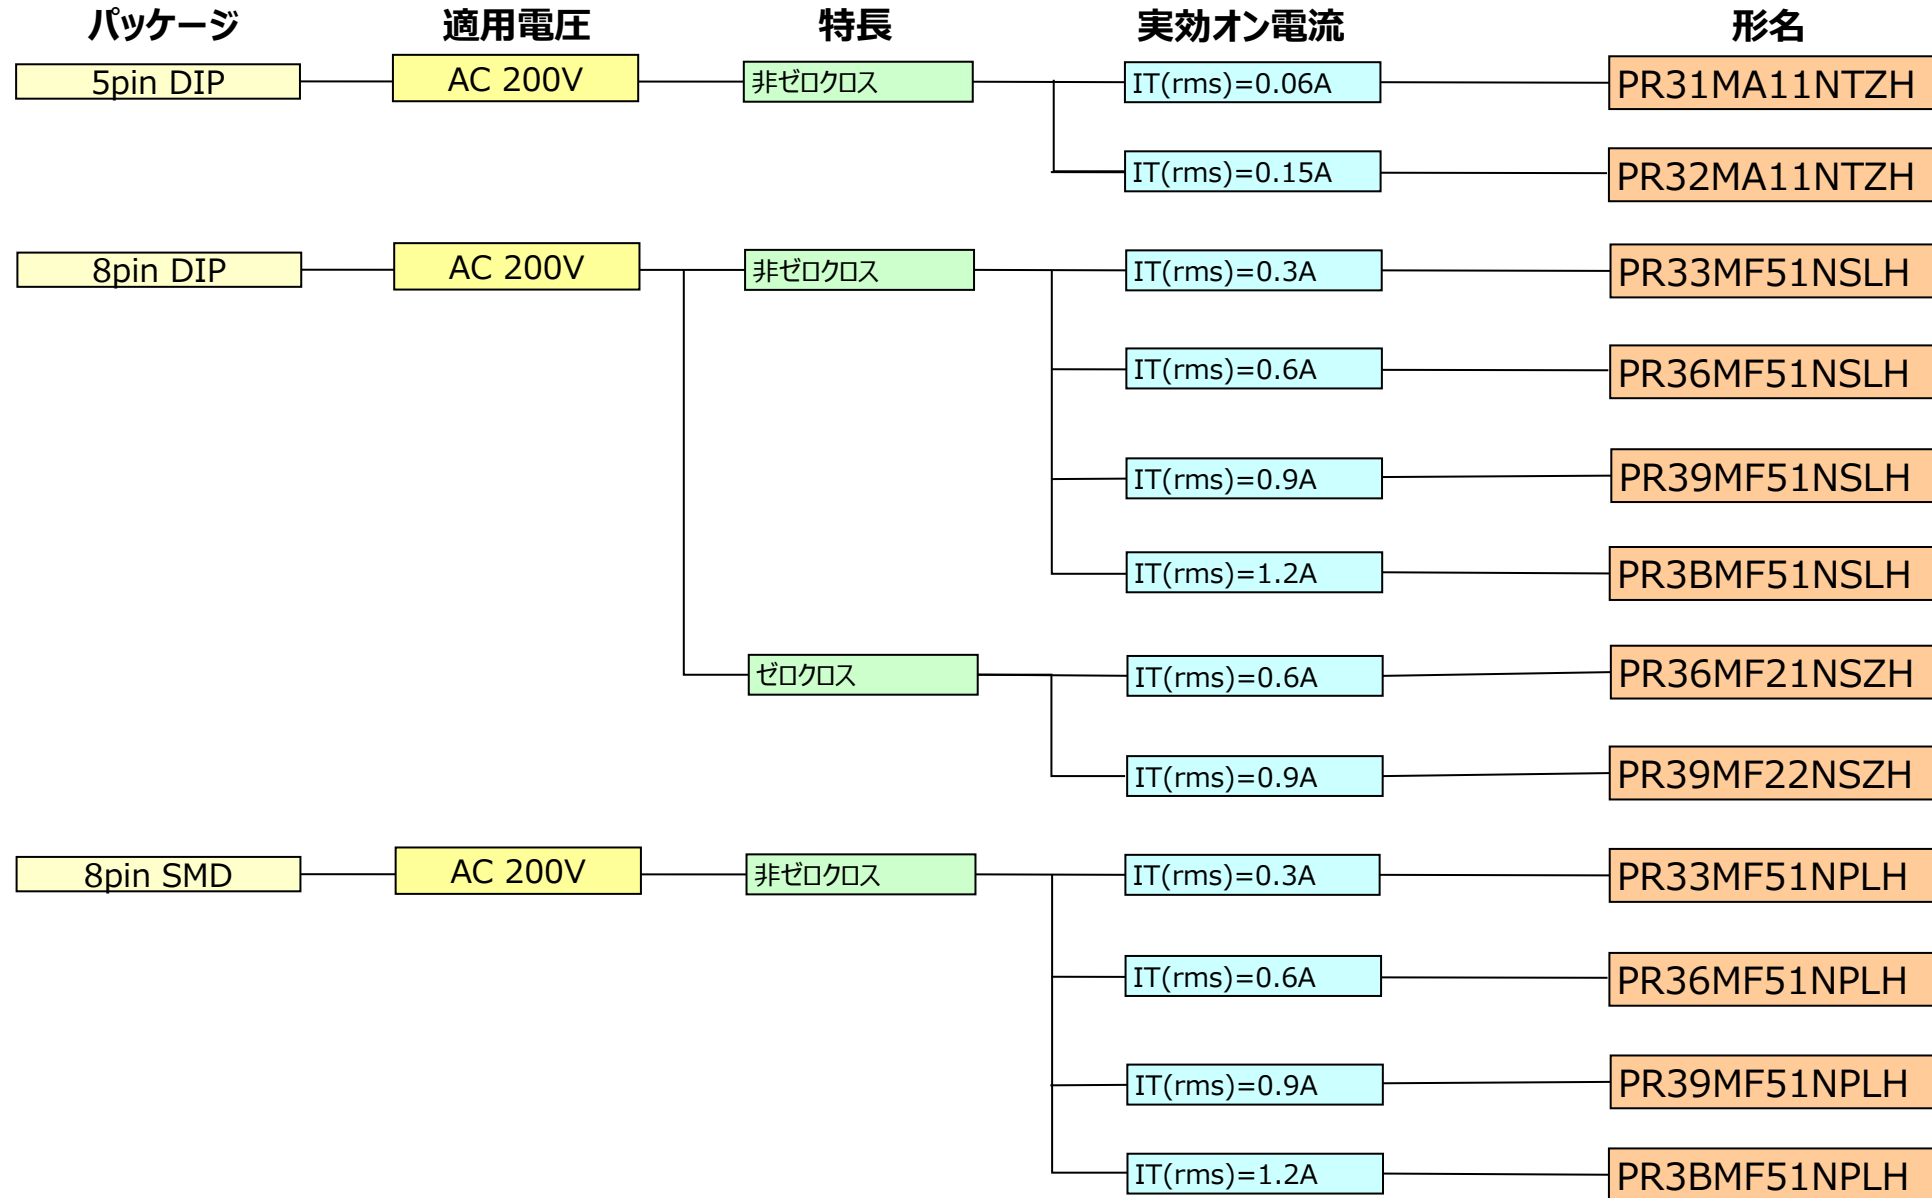 パッケージ 適用電圧 特長 実効オン電流 形名
5pin DIP AC 200V 非ゼロクロス IT(rms)=0.06A PR31MA11NTZH
IT(rms)=0.15A PR32MA11NTZH
8pin DIP AC 200V 非ゼロクロス IT(rms)=0.3A PR33MF51NSLH
IT(rms)=0.6A PR36MF51NSLH
IT(rms)=0.9A PR39MF51NSLH
IT(rms)=1.2A PR3BMF51NSLH
ゼロクロス IT(rms)=0.6A PR36MF21NSZH
IT(rms)=0.9A PR39MF22NSZH
8pin SMD AC 200V 非ゼロクロス IT(rms)=0.3A PR33MF51NPLH
IT(rms)=0.6A PR36MF51NPLH
IT(rms)=0.9A PR39MF51NPLH
IT(rms)=1.2A PR3BMF51NPLH